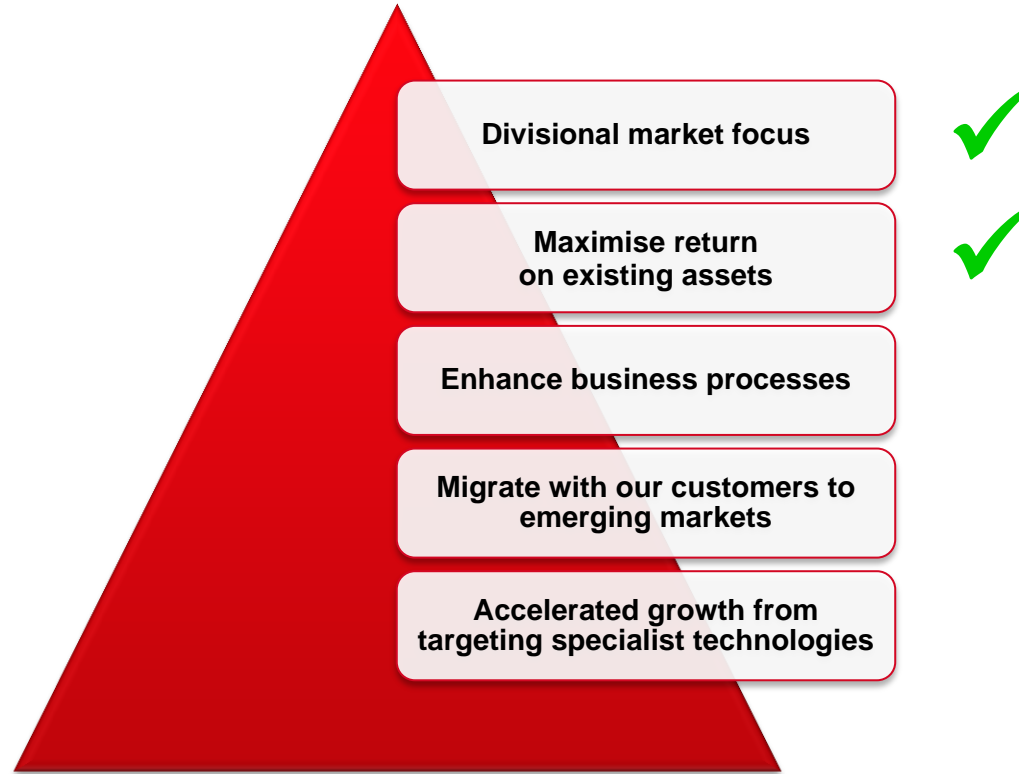 Divisional market focus
Maximise return
on existing assets
Enhance business processes
Migrate with our customers to
emerging markets
Accelerated growth from
targeting specialist technologies